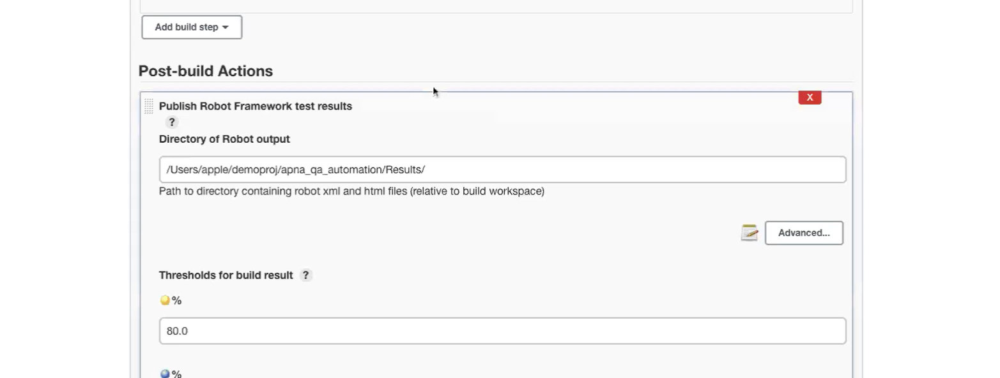 Add build step
Post-build Actions
X
Publish Robot Framework test results
?
Directory of Robot output
/Users/apple/demoproj/apna_qa_automation/Results/
Path to directory containing robot xml and html files (relative to build workspace)
Advanced...
Thresholds for build result ?
%
80.0
%